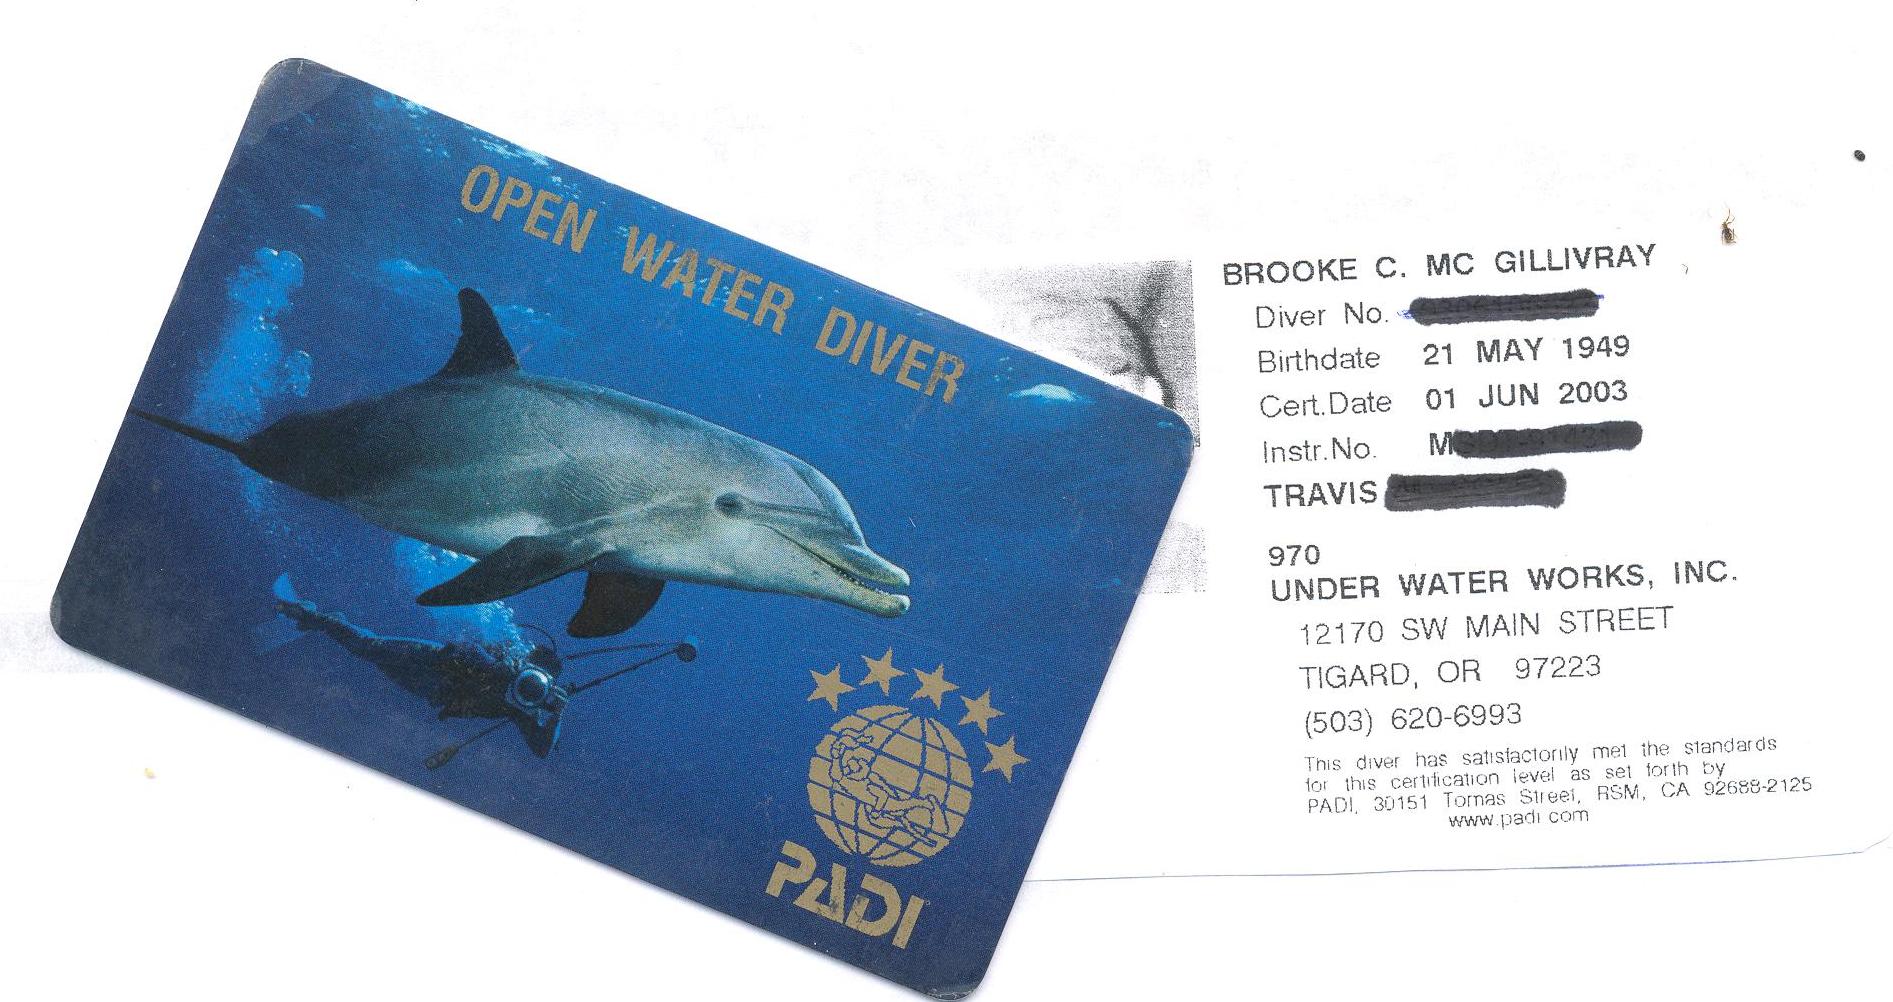 OPEN WATER DIVER
PADI
BROOKE C. MC GILLIVRAY
Diver No.
Birthdate 21 MAY 1949
Cert.Date 01 JUN 2003
Instr.No. M
TRAVIS
970
UNDER WATER WORKS, INC.
12170 SW MAIN STREET
TIGARD, OR 97223
(503) 620-6993
This diver has satisfactorily met the standards
for this certification level as set forth by
PADI, 30151 Tomas Street, RSM, CA 92688-2125
www.padi.com